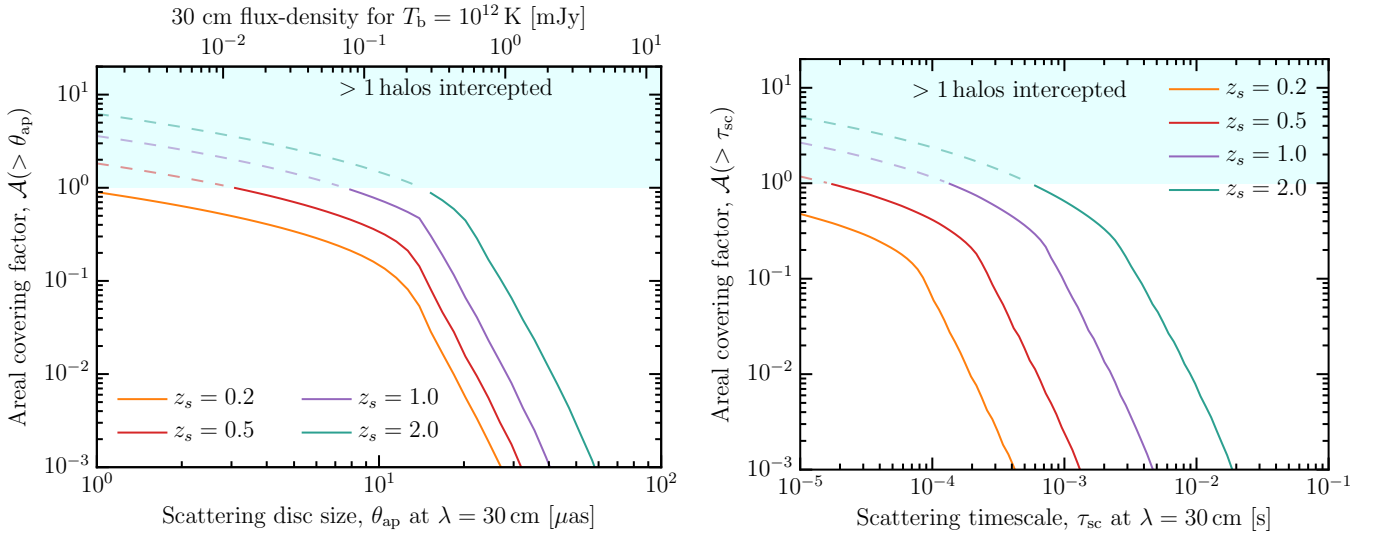 30 cm flux-density for T_b = 10^12 K [mJy]
10^−2 10^−1 10^0 10^1
> 1 halos intercepted
10^1
10^0
10^−1
10^−2
10^−3
Areal covering factor, 𝒜(> θ_ap)
z_s = 0.2 z_s = 1.0
z_s = 0.5 z_s = 2.0
10^0 10^1 10^2
Scattering disc size, θ_ap at λ = 30 cm [μas]
> 1 halos intercepted
z_s = 0.2
z_s = 0.5
z_s = 1.0
z_s = 2.0
10^1
10^0
10^−1
10^−2
10^−3
Areal covering factor, 𝒜(> τ_sc)
10^−5 10^−4 10^−3 10^−2 10^−1
Scattering timescale, τ_sc at λ = 30 cm [s]